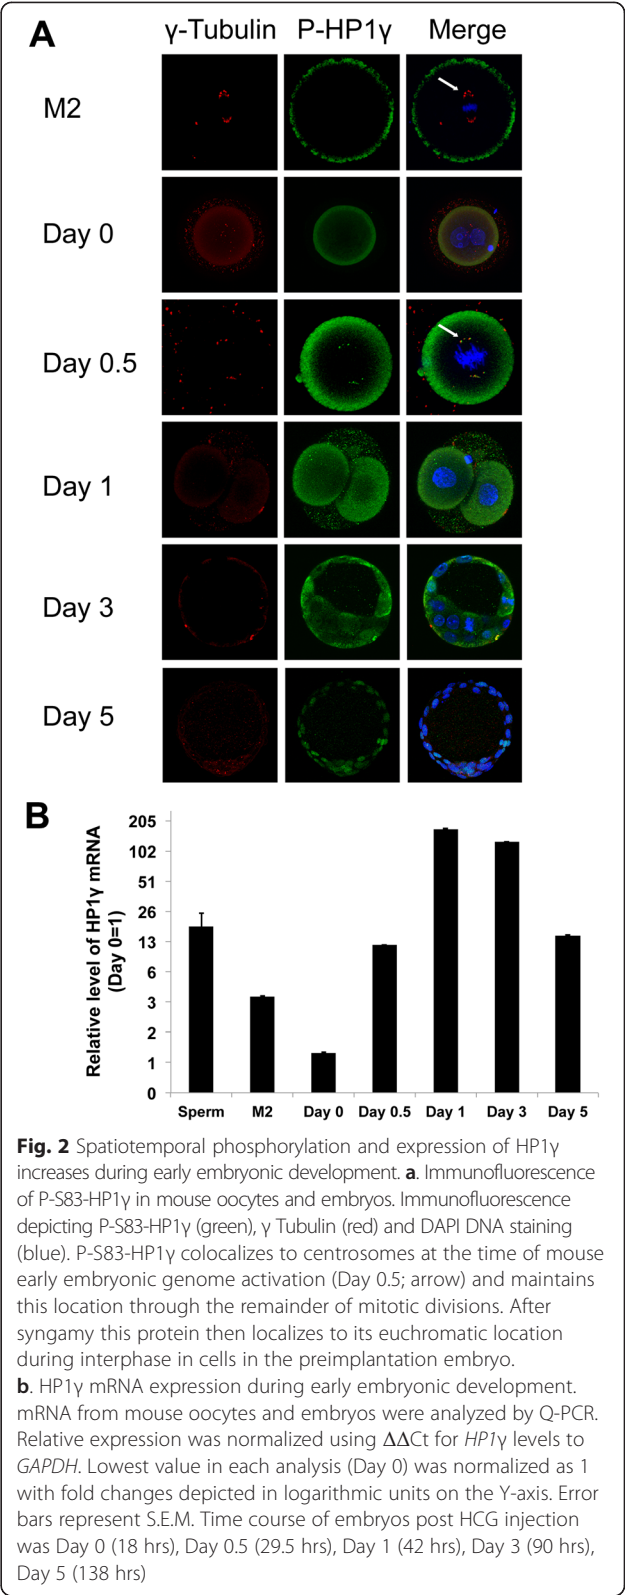 A
γ-Tubulin P-HP1γ Merge
M2
Day 0
Day 0.5
Day 1
Day 3
Day 5
B
Relative level of HP1γ mRNA
(Day 0=1)
205
102
51
26
13
6
3
2
1
0
Sperm M2 Day 0 Day 0.5 Day 1 Day 3 Day 5
Fig. 2 Spatiotemporal phosphorylation and expression of HP1γ
increases during early embryonic development. a. Immunofluorescence
of P-S83-HP1γ in mouse oocytes and embryos. Immunofluorescence
depicting P-S83-HP1γ (green), γ Tubulin (red) and DAPI DNA staining
(blue). P-S83-HP1γ colocalizes to centrosomes at the time of mouse
early embryonic genome activation (Day 0.5; arrow) and maintains
this location through the remainder of mitotic divisions. After
syngamy this protein then localizes to its euchromatic location
during interphase in cells in the preimplantation embryo.
b. HP1γ mRNA expression during early embryonic development.
mRNA from mouse oocytes and embryos were analyzed by Q-PCR.
Relative expression was normalized using ΔΔCt for HP1γ levels to
GAPDH. Lowest value in each analysis (Day 0) was normalized as 1
with fold changes depicted in logarithmic units on the Y-axis. Error
bars represent S.E.M. Time course of embryos post HCG injection
was Day 0 (18 hrs), Day 0.5 (29.5 hrs), Day 1 (42 hrs), Day 3 (90 hrs),
Day 5 (138 hrs)